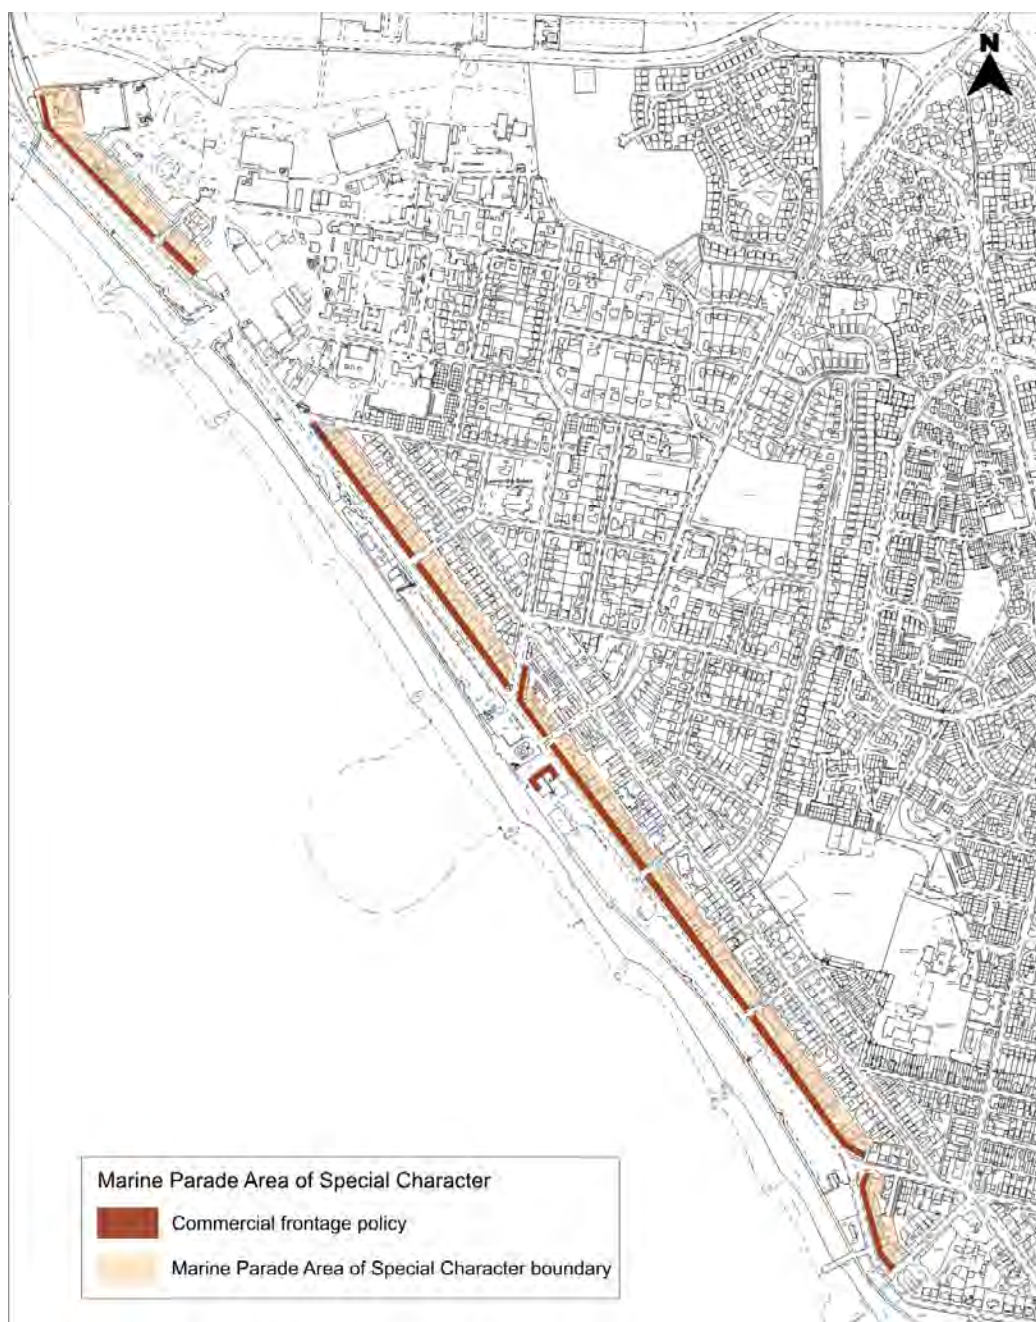 N
Marine Parade Area of Special Character
Commercial frontage policy
Marine Parade Area of Special Character boundary